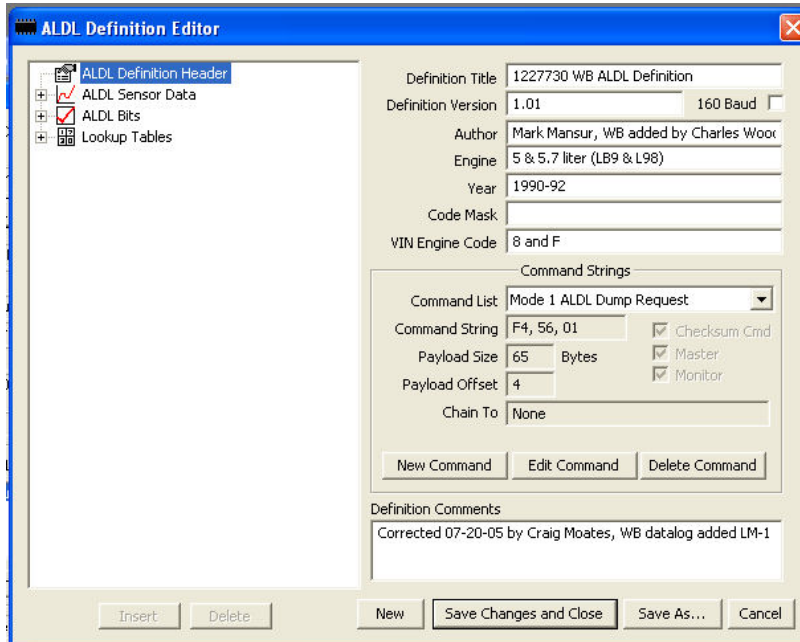 ALDL Definition Editor
ALDL Definition Header
ALDL Sensor Data
ALDL Bits
Lookup Tables
Definition Title 1227730 WB ALDL Definition
Definition Version 1.01 160 Baud
Author Mark Mansur, WB added by Charles Wood
Engine 5 & 5.7 liter (LB9 & L98)
Year 1990-92
Code Mask
VIN Engine Code 8 and F
Command Strings
Command List Mode 1 ALDL Dump Request
Command String F4, 56, 01 Checksum Cmd
Payload Size 65 Bytes Master
Monitor
Payload Offset 4
Chain To None
New Command Edit Command Delete Command
Definition Comments
Corrected 07-20-05 by Craig Moates, WB datalog added LM-1
Insert Delete New Save Changes and Close Save As... Cancel